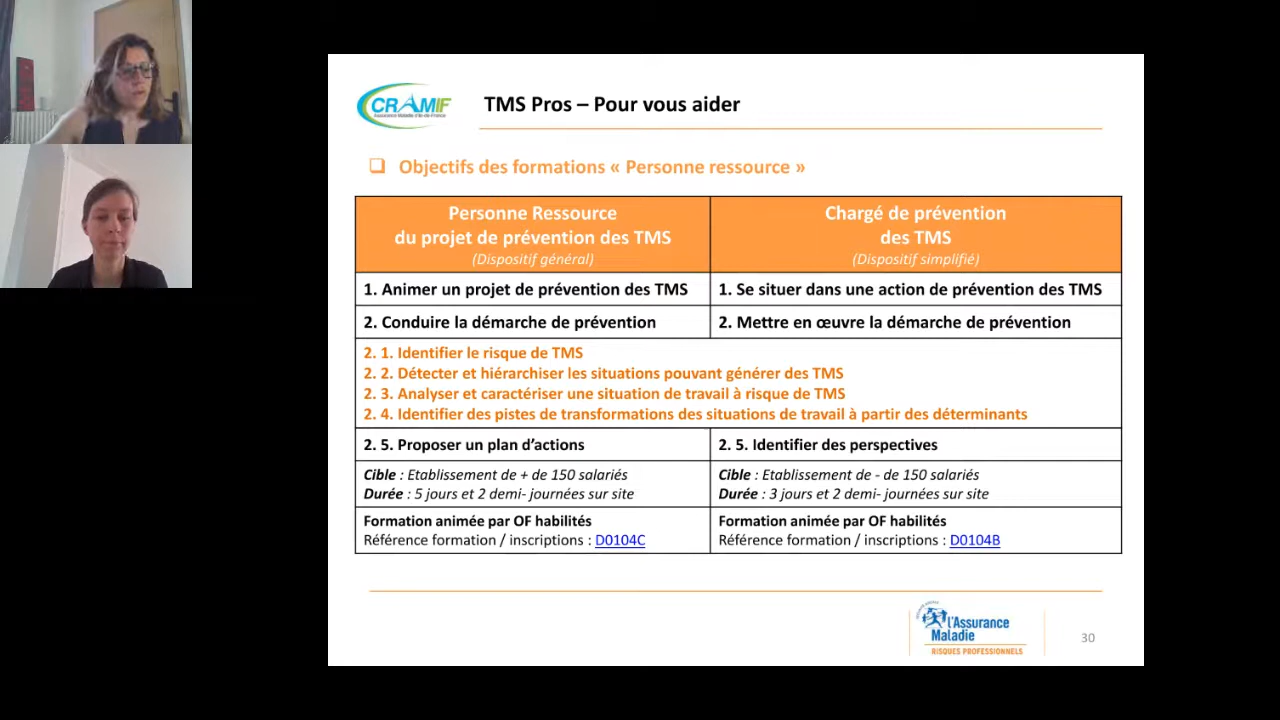 CRAMIF
Assurance Maladie d'Ile-de-France
TMS Pros – Pour vous aider
❑ Objectifs des formations « Personne ressource »
Personne Ressource
du projet de prévention des TMS
(Dispositif général)
Chargé de prévention
des TMS
(Dispositif simplifié)
1. Animer un projet de prévention des TMS
1. Se situer dans une action de prévention des TMS
2. Conduire la démarche de prévention
2. Mettre en œuvre la démarche de prévention
2. 1. Identifier le risque de TMS
2. 2. Détecter et hiérarchiser les situations pouvant générer des TMS
2. 3. Analyser et caractériser une situation de travail à risque de TMS
2. 4. Identifier des pistes de transformations des situations de travail à partir des déterminants
2. 5. Proposer un plan d’actions
2. 5. Identifier des perspectives
Cible : Etablissement de + de 150 salariés
Durée : 5 jours et 2 demi- journées sur site
Cible : Etablissement de - de 150 salariés
Durée : 3 jours et 2 demi- journées sur site
Formation animée par OF habilités
Référence formation / inscriptions : D0104C
Formation animée par OF habilités
Référence formation / inscriptions : D0104B
l'Assurance
Maladie
RISQUES PROFESSIONNELS
30